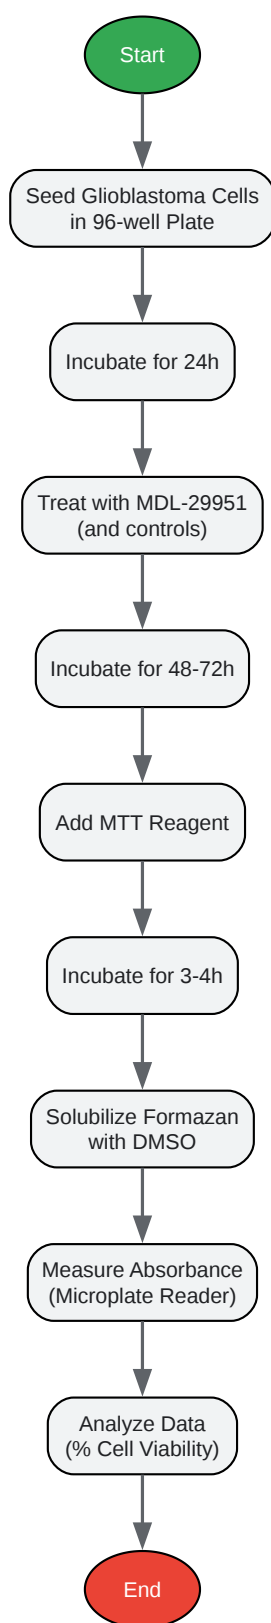 Start
Seed Glioblastoma Cells
in 96-well Plate
Incubate for 24h
Treat with MDL-29951
(and controls)
Incubate for 48-72h
Add MTT Reagent
Incubate for 3-4h
Solubilize Formazan
with DMSO
Measure Absorbance
(Microplate Reader)
Analyze Data
(% Cell Viability)
End